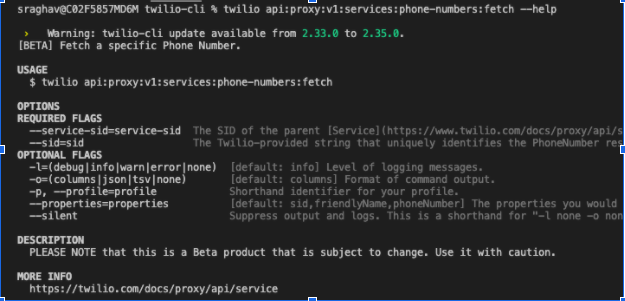 sraghav@C02F5857MD6M twilio-cli % twilio api:proxy:v1:services:phone-numbers:fetch --help
› Warning: twilio-cli update available from 2.33.0 to 2.35.0.
[BETA] Fetch a specific Phone Number.
USAGE
$ twilio api:proxy:v1:services:phone-numbers:fetch
OPTIONS
REQUIRED FLAGS
--service-sid=service-sid The SID of the parent [Service](https://www.twilio.com/docs/proxy/api/s
--sid=sid The Twilio-provided string that uniquely identifies the PhoneNumber res
OPTIONAL FLAGS
-l=(debug|info|warn|error|none) [default: info] Level of logging messages.
-o=(columns|json|tsv|none) [default: columns] Format of command output.
-p, --profile=profile Shorthand identifier for your profile.
--properties=properties [default: sid,friendlyName,phoneNumber] The properties you would
--silent Suppress output and logs. This is a shorthand for "-l none -o non
DESCRIPTION
PLEASE NOTE that this is a Beta product that is subject to change. Use it with caution.
MORE INFO
https://twilio.com/docs/proxy/api/service